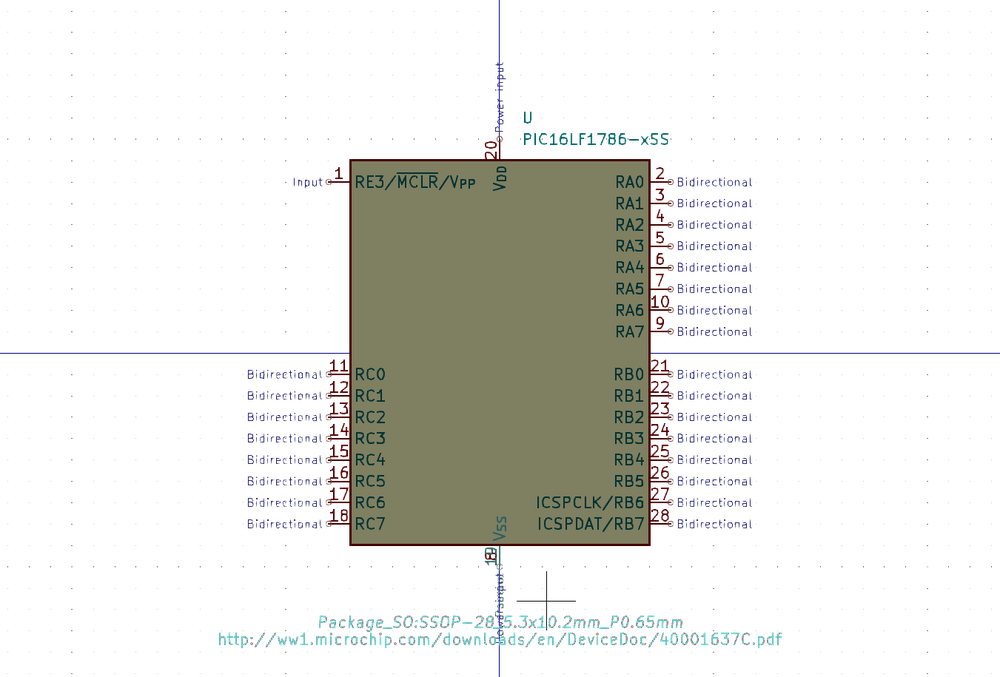 Power input
U
PIC16LF1786-xSS
20
VDD
Input 1 RE3/MCLR/VPP
RA0 2 Bidirectional
RA1 3 Bidirectional
RA2 4 Bidirectional
RA3 5 Bidirectional
RA4 6 Bidirectional
RA5 7 Bidirectional
RA6 10 Bidirectional
RA7 9 Bidirectional
Bidirectional 11 RC0
RB0 21 Bidirectional
Bidirectional 12 RC1
RB1 22 Bidirectional
Bidirectional 13 RC2
RB2 23 Bidirectional
Bidirectional 14 RC3
RB3 24 Bidirectional
Bidirectional 15 RC4
RB4 25 Bidirectional
Bidirectional 16 RC5
RB5 26 Bidirectional
Bidirectional 17 RC6
ICSPCLK/RB6 27 Bidirectional
Bidirectional 18 RC7
ICSPDAT/RB7 28 Bidirectional
VSS
Package_SO:SSOP-28_5.3x10.2mm_P0.65mm
http://ww1.microchip.com/downloads/en/DeviceDoc/40001637C.pdf